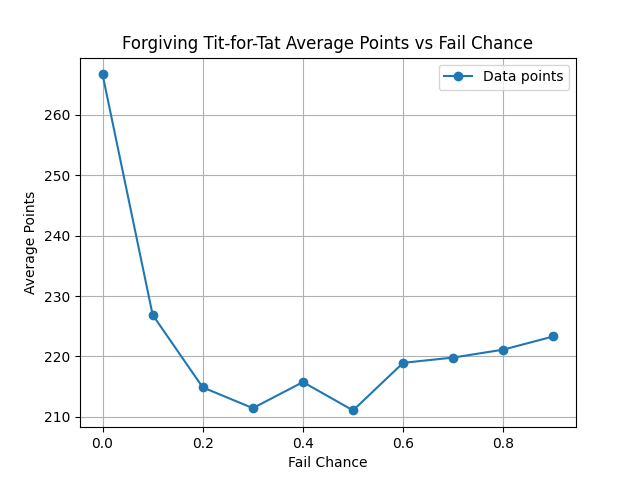 Forgiving Tit-for-Tat Average Points vs Fail Chance
Data points
Average Points
260
250
240
230
220
210
0.0 0.2 0.4 0.6 0.8
Fail Chance